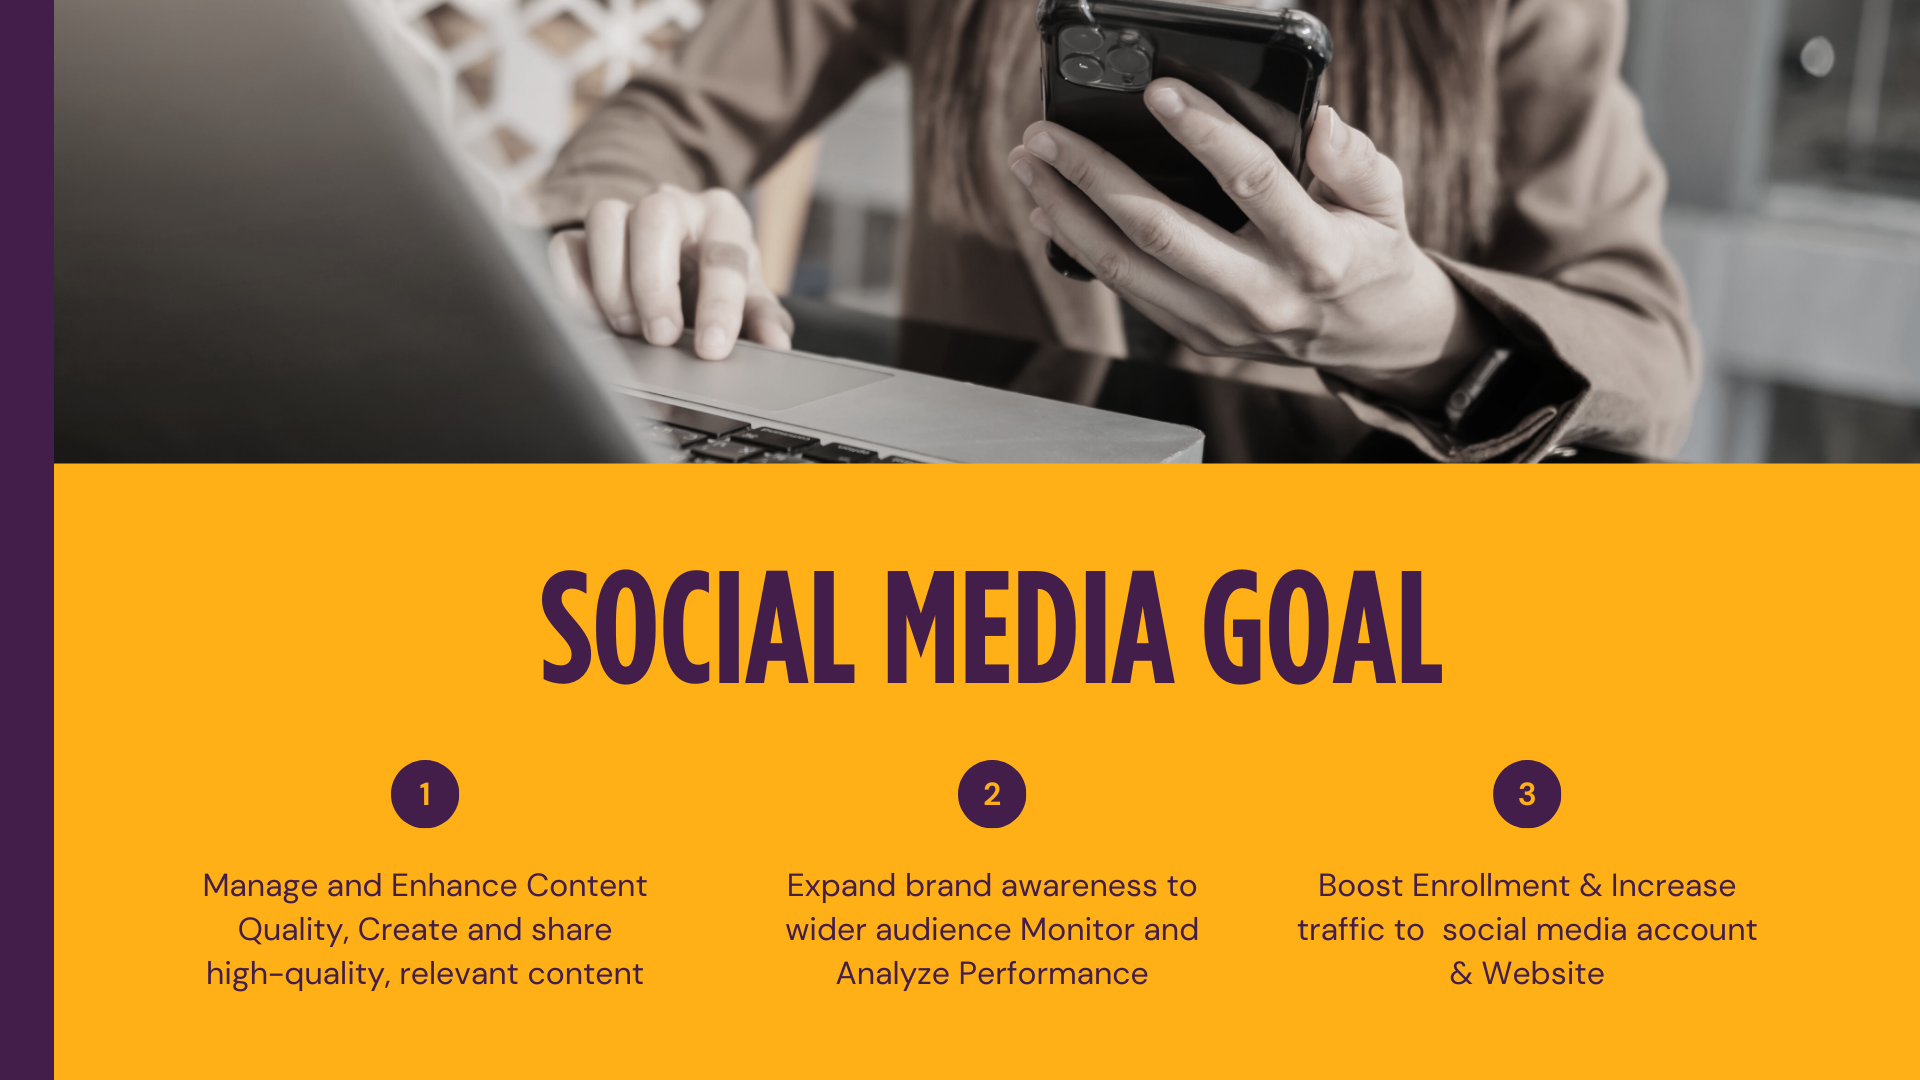 SOCIAL MEDIA GOAL
1
Manage and Enhance Content
Quality, Create and share
high-quality, relevant content
2
Expand brand awareness to
wider audience Monitor and
Analyze Performance
3
Boost Enrollment & Increase
traffic to  social media account
& Website